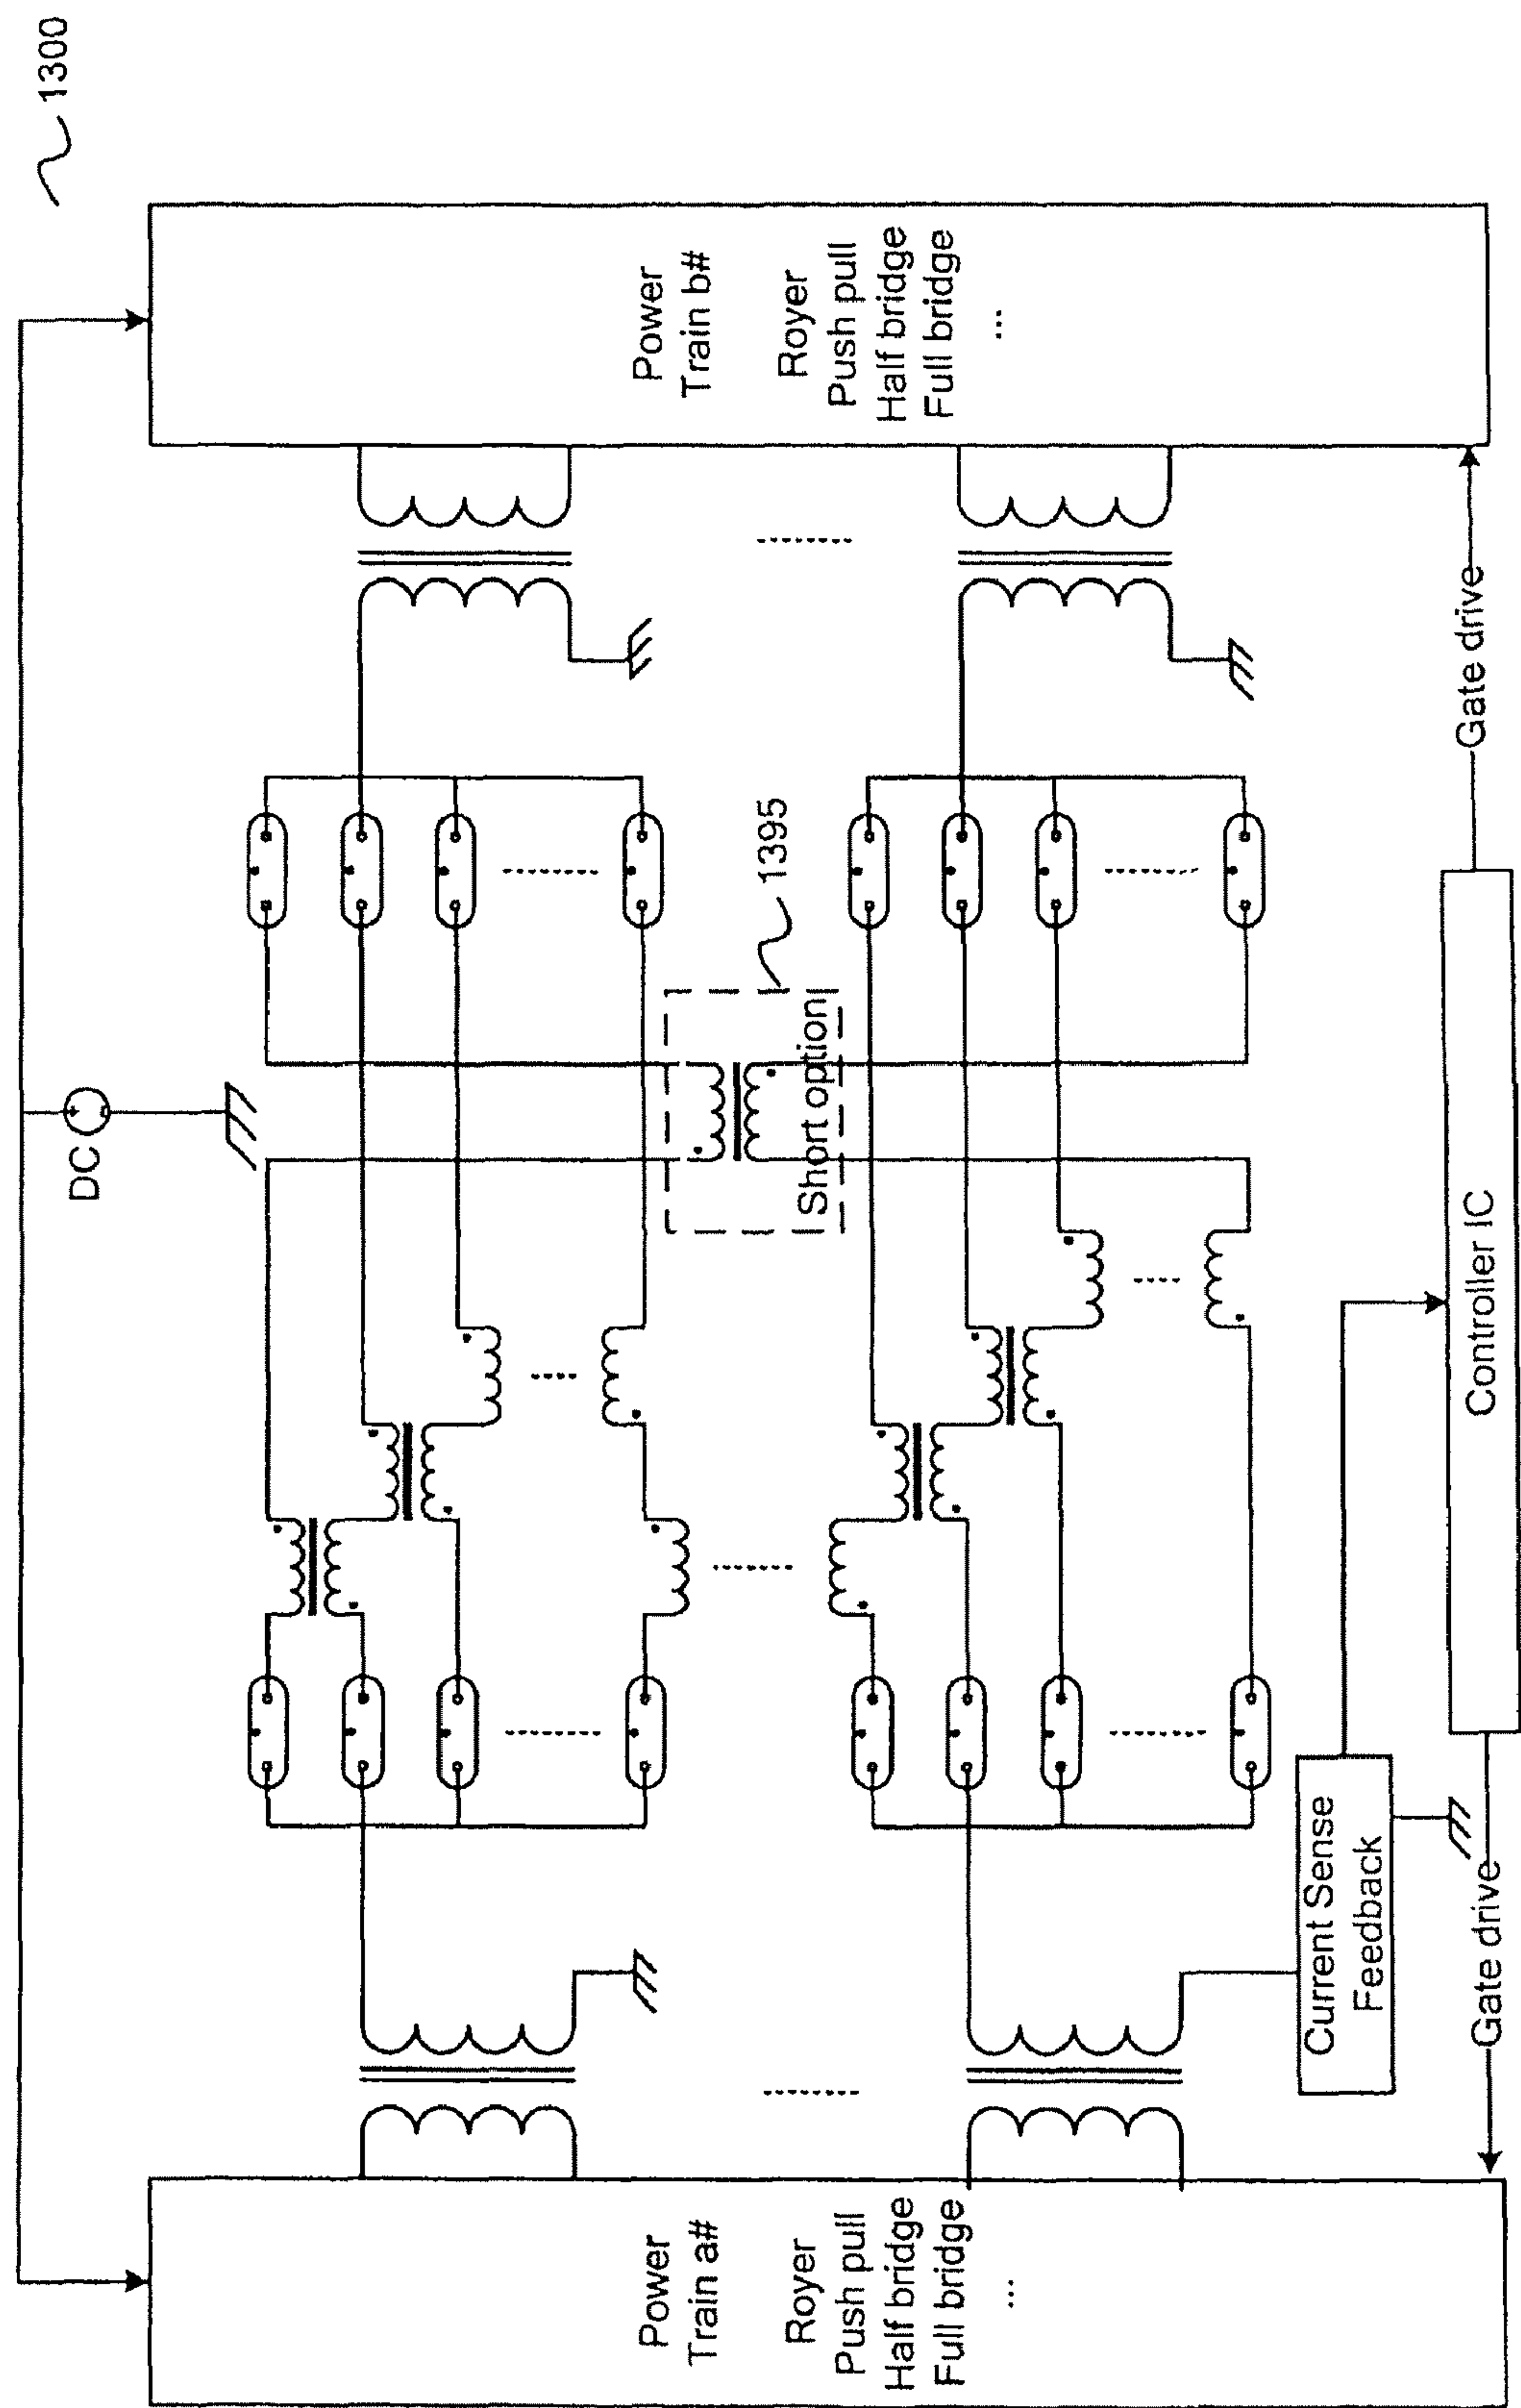 1300
DC
Power
Train a#
Royer
Push pull
Half bridge
Full bridge
...
Power
Train b#
Royer
Push pull
Half bridge
Full bridge
...
1395
Short option
Current Sense
Feedback
Controller IC
Gate drive
Gate drive